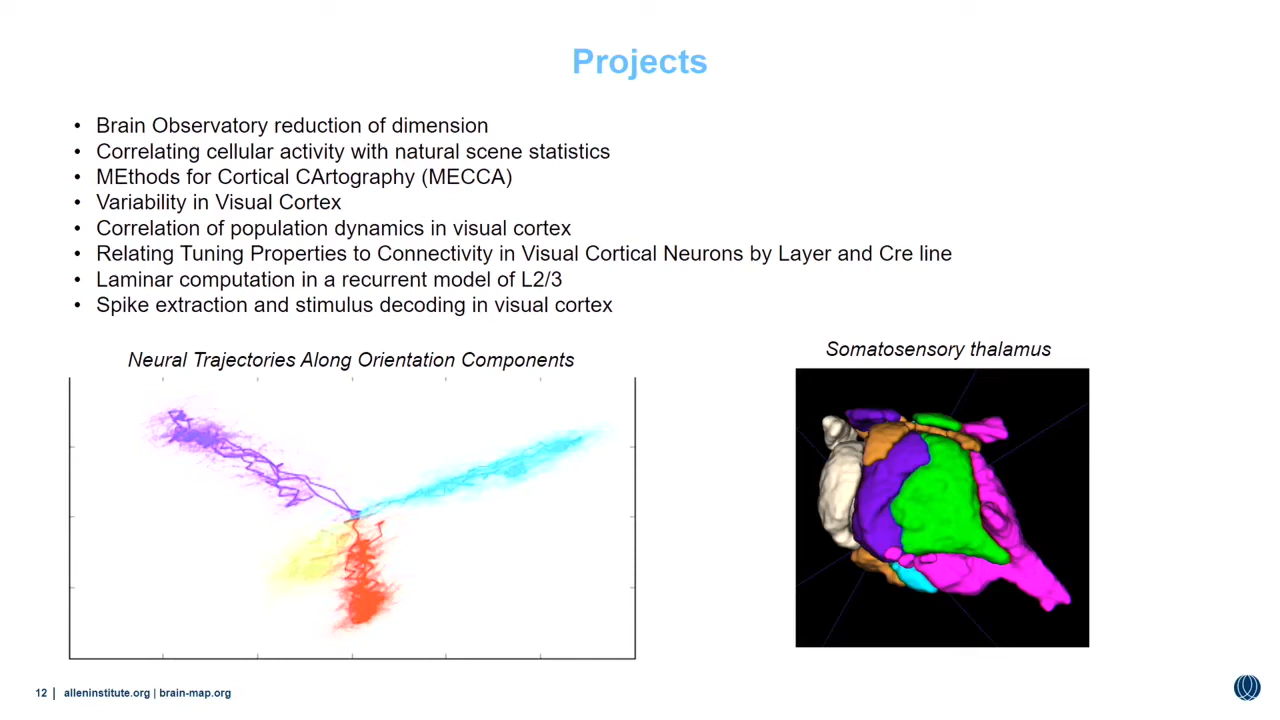 Projects
• Brain Observatory reduction of dimension
• Correlating cellular activity with natural scene statistics
• MEthods for Cortical CArtography (MECCA)
• Variability in Visual Cortex
• Correlation of population dynamics in visual cortex
• Relating Tuning Properties to Connectivity in Visual Cortical Neurons by Layer and Cre line
• Laminar computation in a recurrent model of L2/3
• Spike extraction and stimulus decoding in visual cortex
Neural Trajectories Along Orientation Components
Somatosensory thalamus
12 | alleninstitute.org | brain-map.org